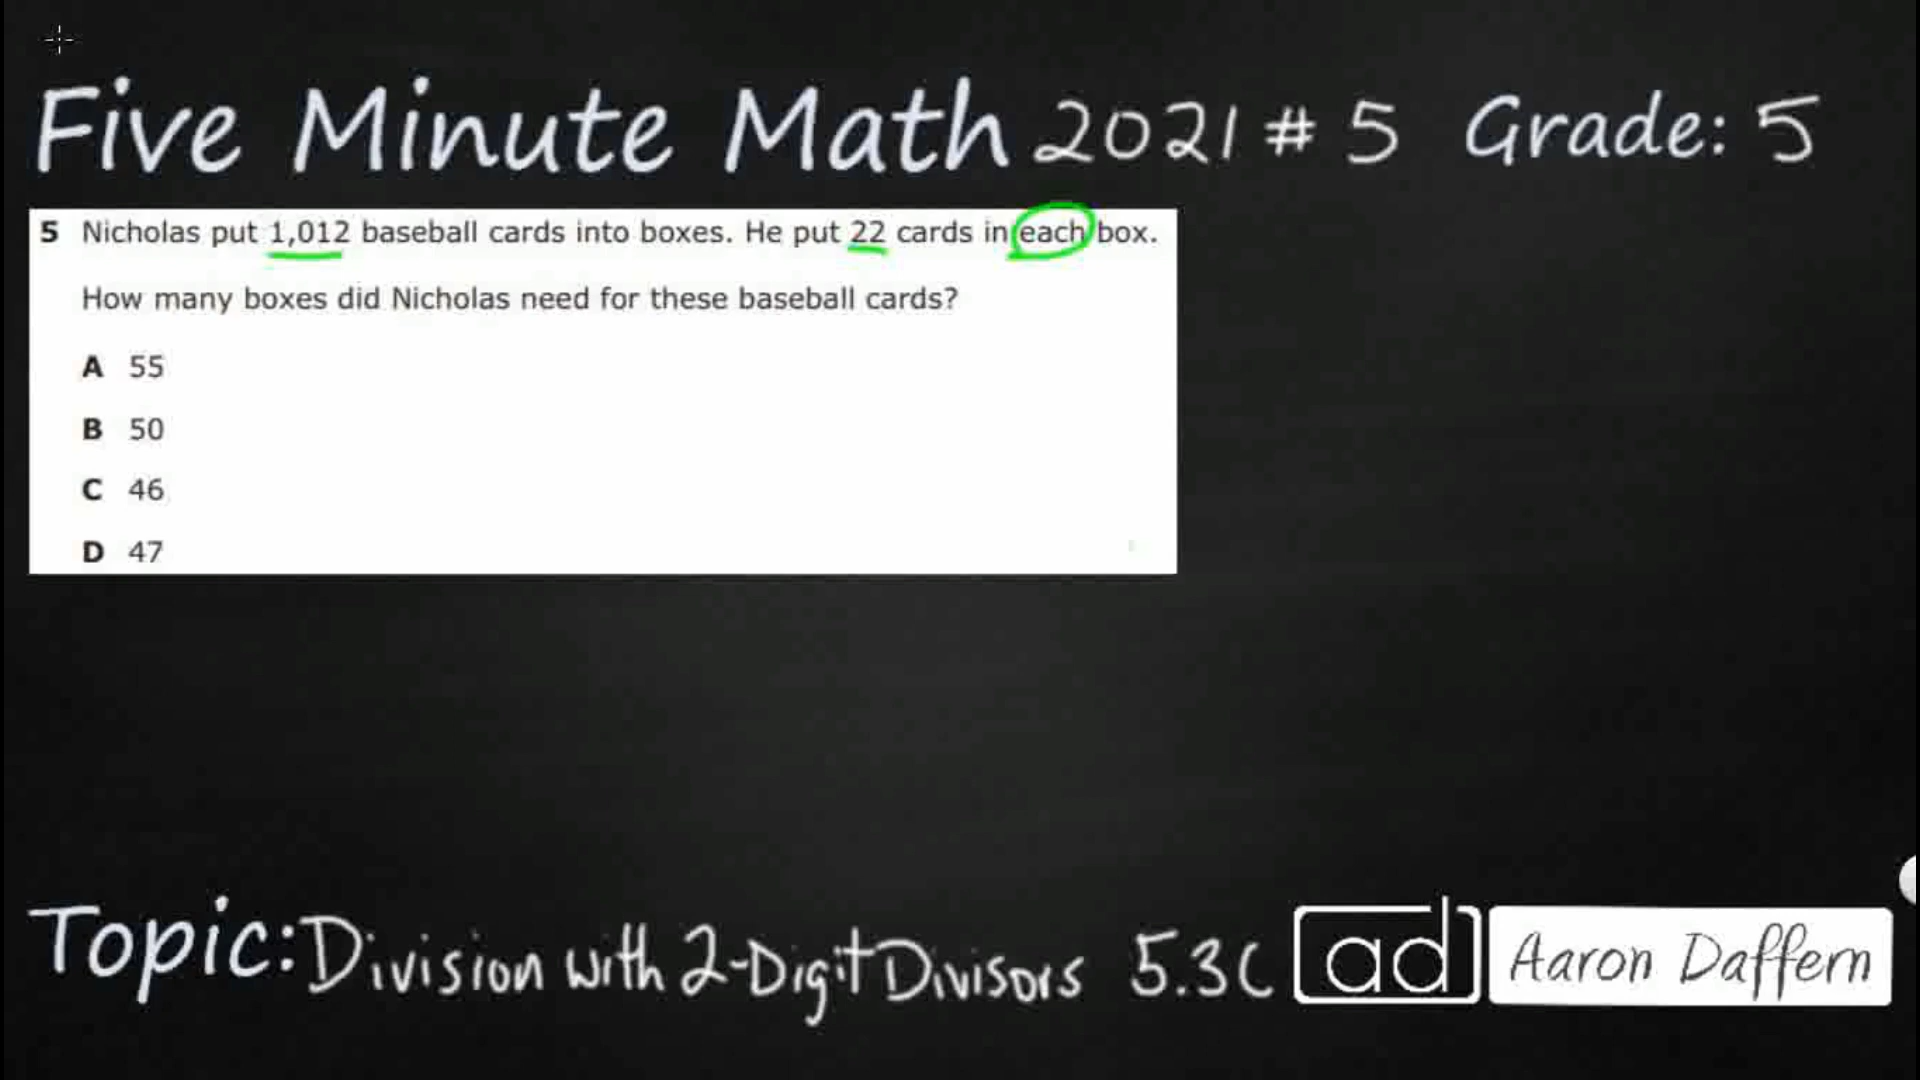 Five Minute Math 2021 # 5 Grade: 5
5 Nicholas put 1,012 baseball cards into boxes. He put 22 cards in each box.
How many boxes did Nicholas need for these baseball cards?
A 55
B 50
C 46
D 47
Topic: Division with 2-Digit Divisors 5.3C ad Aaron Daffern